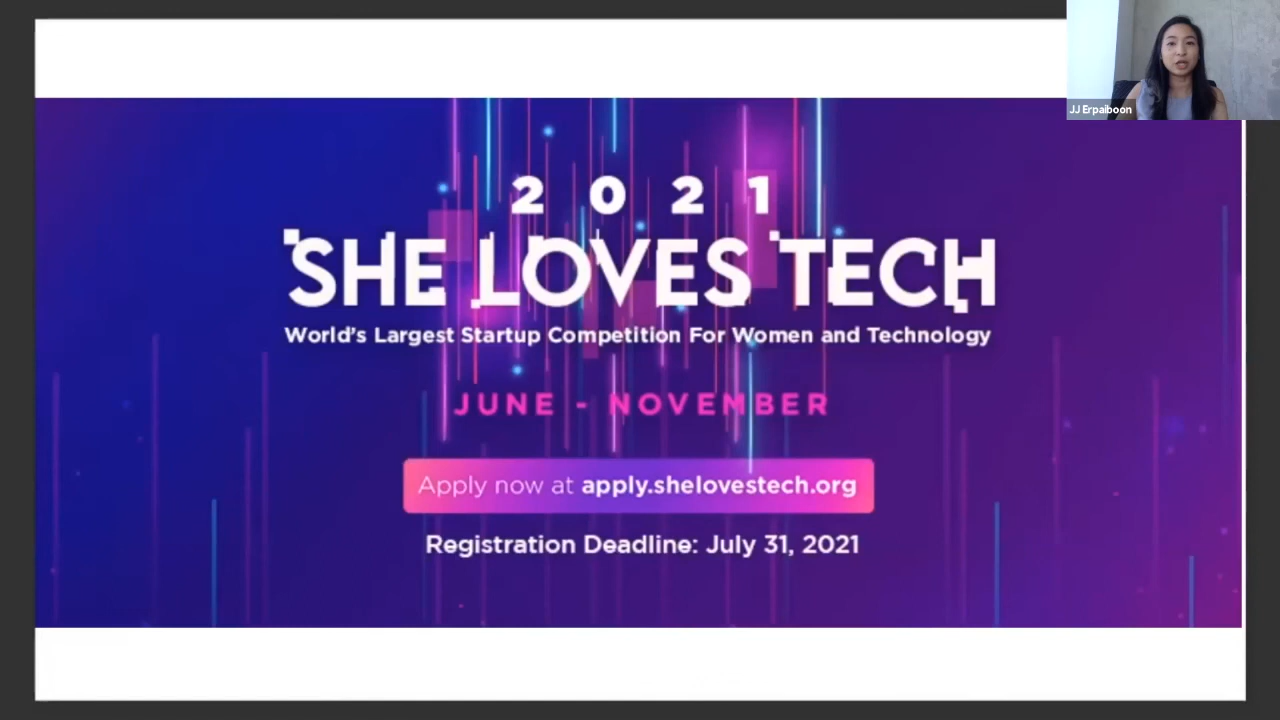 JJ Erpaiboon
2021
SHE LOVES TECH
World's Largest Startup Competition For Women and Technology
JUNE - NOVEMBER
Apply now at apply.shelovestech.org
Registration Deadline: July 31, 2021